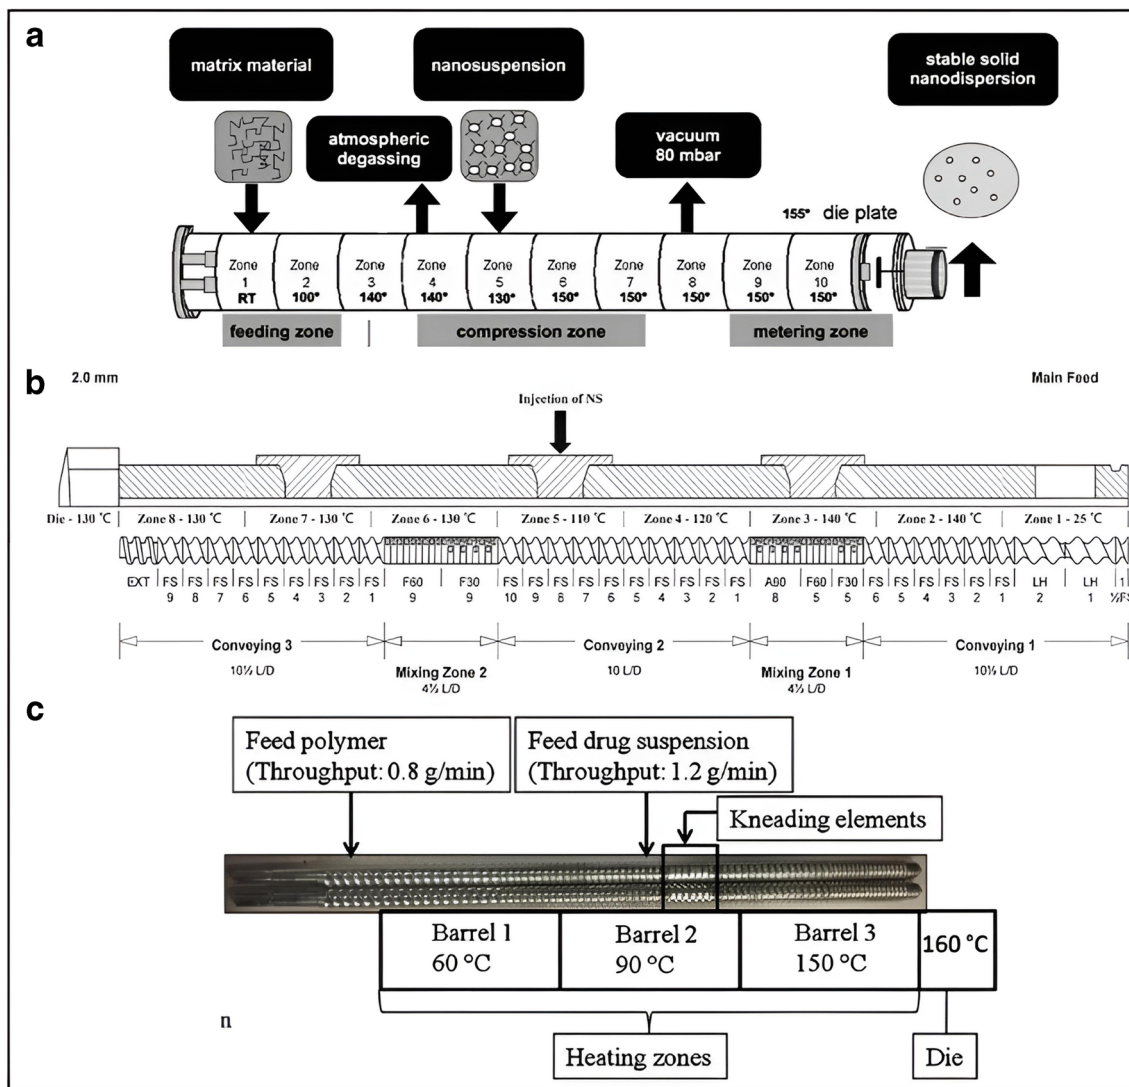 a
matrix material
nanosuspension
stable solid
nanodispersion
atmospheric
degassing
vacuum
80 mbar
155° die plate
Zone Zone Zone Zone Zone Zone Zone Zone Zone Zone
1 2 3 4 5 6 7 8 9 10
RT 100° 140° 140° 130° 150° 150° 150° 150° 150°
feeding zone compression zone metering zone
b
2.0 mm Main Feed
Injection of NS
Die - 130 °C Zone 8 - 130 °C Zone 7 - 130 °C Zone 6 - 130 °C Zone 5 - 110 °C Zone 4 - 120 °C Zone 3 - 140 °C Zone 2 - 140 °C Zone 1 - 25 °C
EXT FS FS FS FS FS FS FS FS FS F60 F30 FS FS FS FS FS FS FS FS FS FS A90 F60 F30 FS FS FS FS FS FS LH LH 1
9 8 7 6 5 4 3 2 1 9 9 10 9 8 7 6 5 4 3 2 1 8 5 5 6 5 4 3 2 1 2 1 ½FS
Conveying 3 Conveying 2 Conveying 1
10½ L/D Mixing Zone 2 10 L/D Mixing Zone 1 10½ L/D
4½ L/D 4½ L/D
c
Feed polymer
(Throughput: 0.8 g/min)
Feed drug suspension
(Throughput: 1.2 g/min)
Kneading elements
Barrel 1
60 °C
Barrel 2
90 °C
Barrel 3
150 °C
160 °C
n
Heating zones
Die